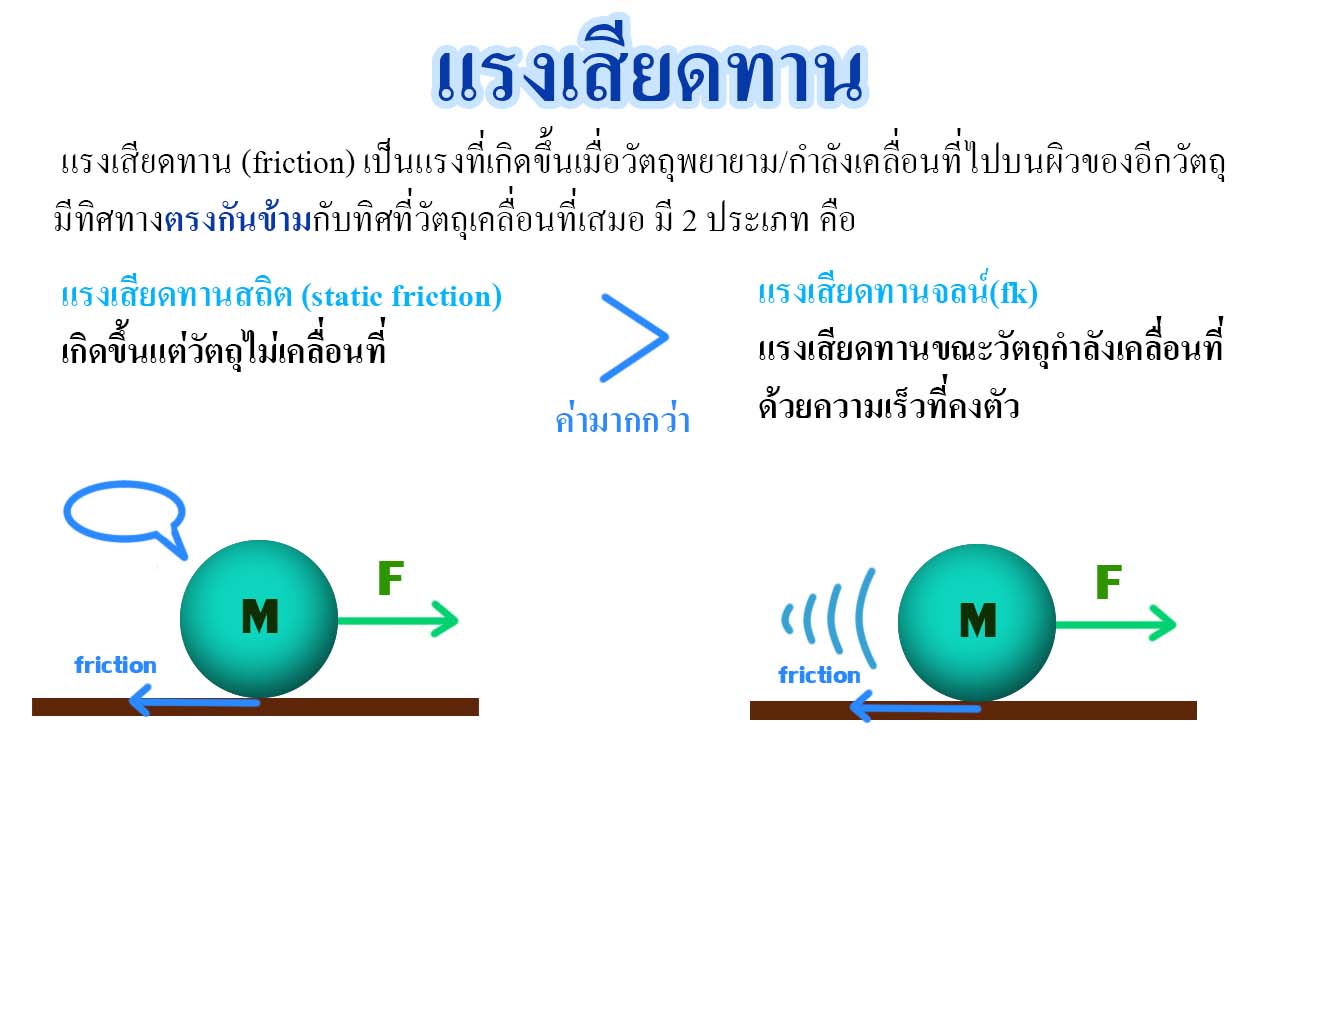 แรงเสียดทาน
แรงเสียดทาน (friction) เป็นแรงที่เกิดขึ้นเมื่อวัตถุพยายาม/กำลังเคลื่อนที่ไปบนผิวของอีกวัตถุ
มีทิศทางตรงกันข้ามกับทิศที่วัตถุเคลื่อนที่เสมอ มี 2 ประเภท คือ
แรงเสียดทานสถิต (static friction)
เกิดขึ้นแต่วัตถุไม่เคลื่อนที่
ค่ามากกว่า
แรงเสียดทานจลน์(fk)
แรงเสียดทานขณะวัตถุกำลังเคลื่อนที่
ด้วยความเร็วที่คงตัว
F
M
friction
F
M
friction